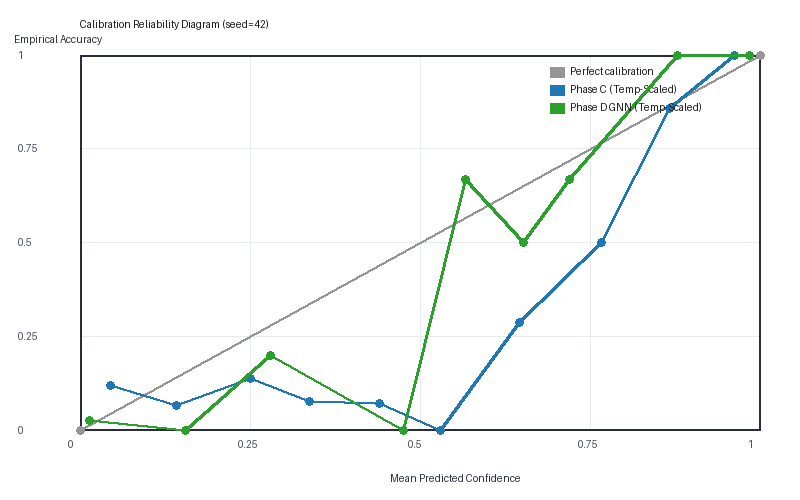 Calibration Reliability Diagram (seed=42)
Empirical Accuracy
1
Perfect calibration
Phase C (Temp-Scaled)
Phase DGNN (Temp-Scaled)
0.75
0.5
0.25
0
0 0.25 0.5 0.75 1
Mean Predicted Confidence